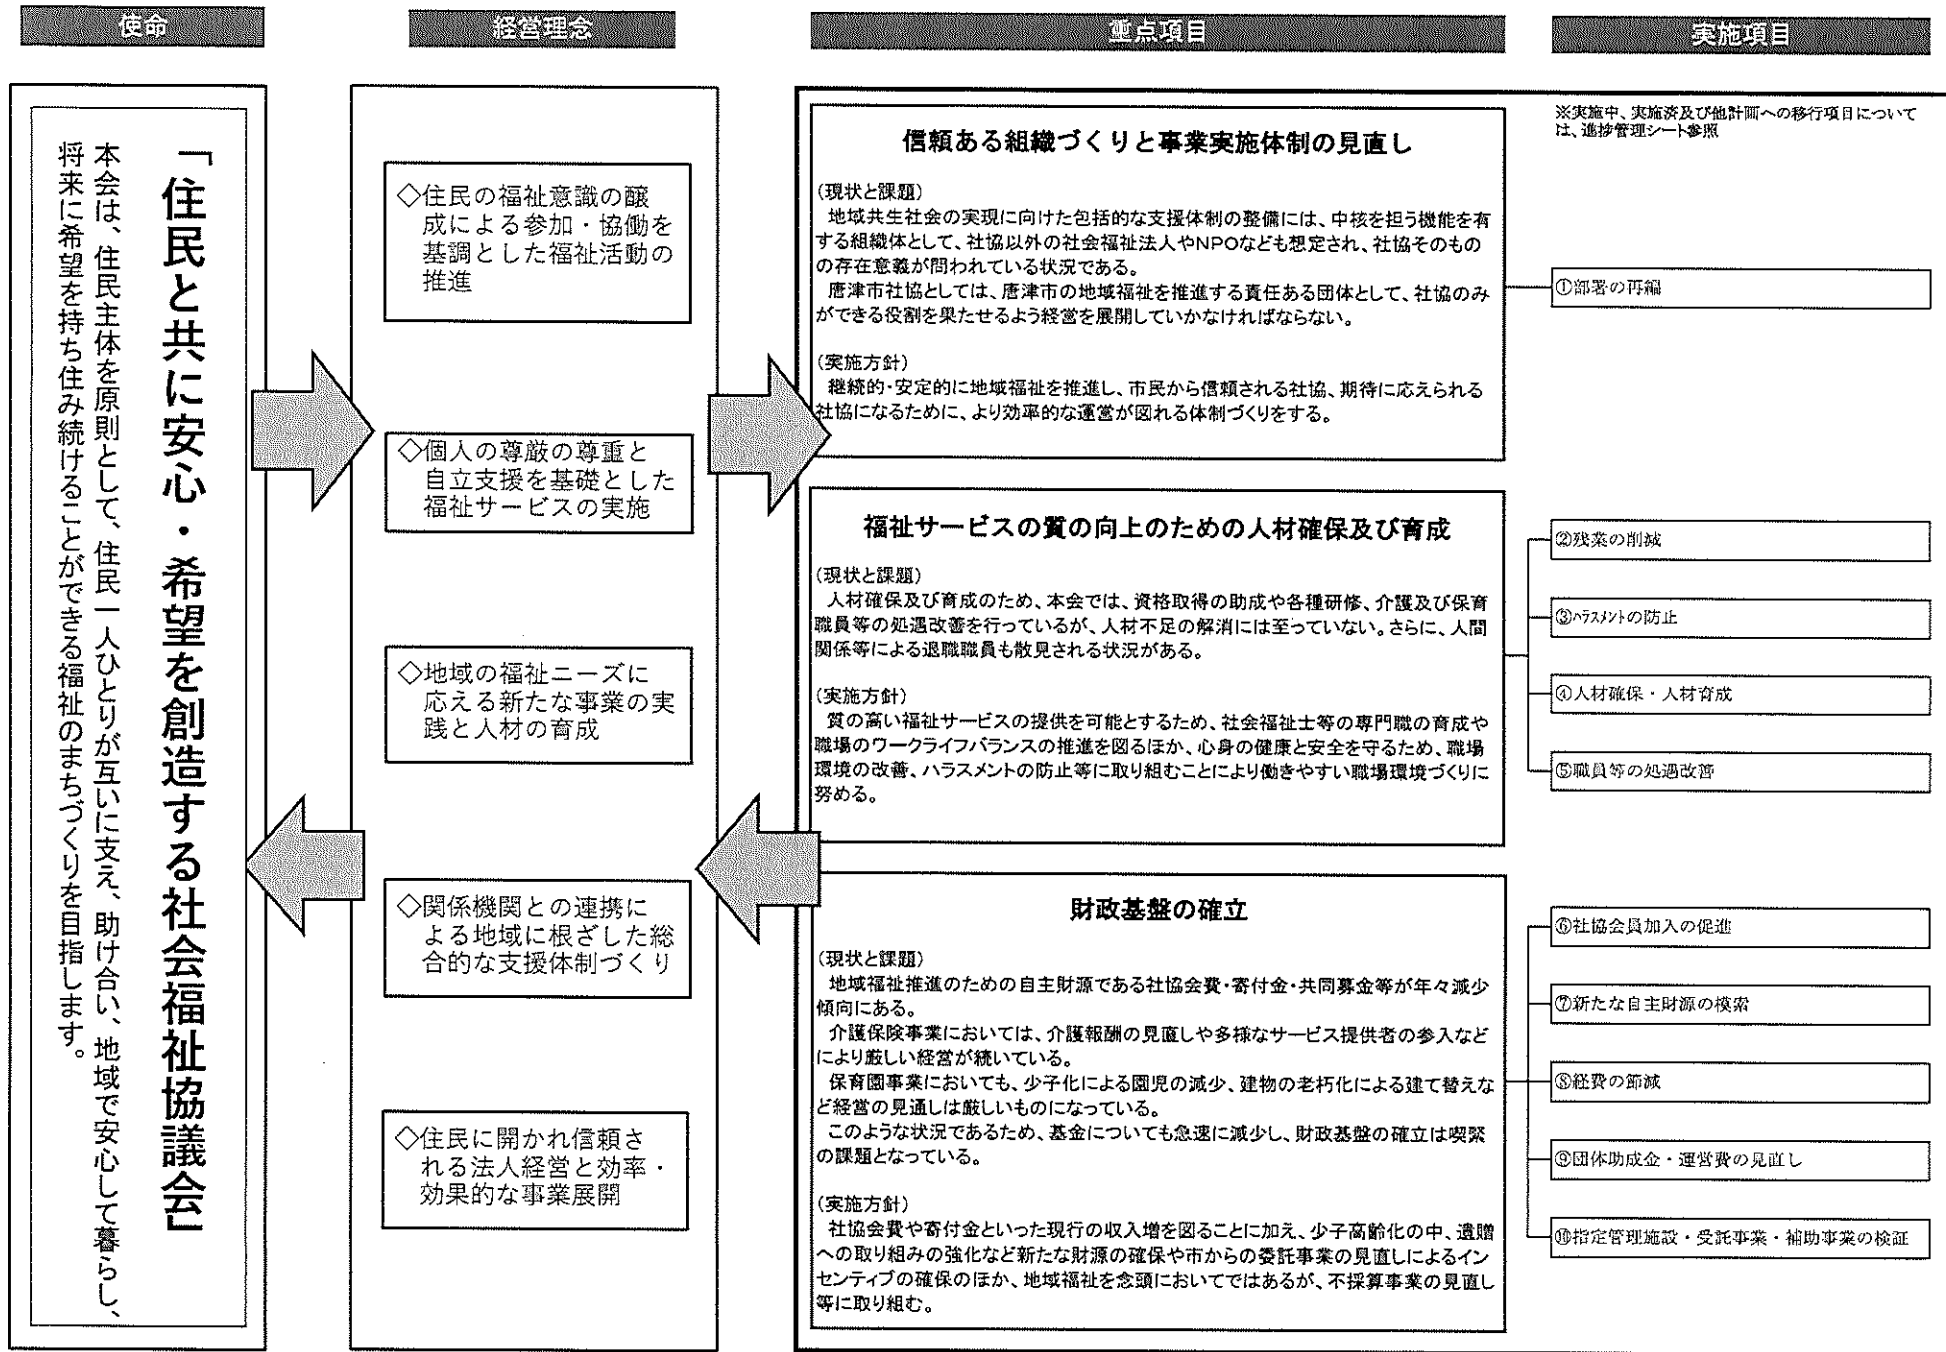 使命
「住民と共に安心・希望を創造する社会福祉協議会」
本会は、住民主体を原則として、住民一人ひとりが互いに支え、助け合い、地域で安心して暮らし、
将来に希望を持ち住み続けることができる福祉のまちづくりを目指します。
経営理念
◇住民の福祉意識の醸
成による参加・協働を
基調とした福祉活動の
推進
◇個人の尊厳の尊重と
自立支援を基礎とした
福祉サービスの実施
◇地域の福祉ニーズに
応える新たな事業の実
践と人材の育成
◇関係機関との連携に
よる地域に根ざした総
合的な支援体制づくり
◇住民に開かれ信頼さ
れる法人経営と効率・
効果的な事業展開
重点項目
信頼ある組織づくりと事業実施体制の見直し
(現状と課題)
地域共生社会の実現に向けた包括的な支援体制の整備には、中核を担う機能を有
する組織体として、社協以外の社会福祉法人やNPOなども想定され、社協そのもの
の存在意義が問われている状況である。
唐津市社協としては、唐津市の地域福祉を推進する責任ある団体として、社協のみ
ができる役割を果たせるよう経営を展開していかなければならない。
(実施方針)
継続的・安定的に地域福祉を推進し、市民から信頼される社協、期待に応えられる
社協になるために、より効率的な運営が図れる体制づくりをする。
福祉サービスの質の向上のための人材確保及び育成
(現状と課題)
人材確保及び育成のため、本会では、資格取得の助成や各種研修、介護及び保育
職員等の処遇改善を行っているが、人材不足の解消には至っていない。さらに、人間
関係等による退職職員も散見される状況がある。
(実施方針)
質の高い福祉サービスの提供を可能とするため、社会福祉士等の専門職の育成や
職場のワークライフバランスの推進を図るほか、心身の健康と安全を守るため、職場
環境の改善、ハラスメントの防止等に取り組むことにより働きやすい職場環境づくりに
努める。
財政基盤の確立
(現状と課題)
地域福祉推進のための自主財源である社協会費・寄付金・共同募金等が年々減少
傾向にある。
介護保険事業においては、介護報酬の見直しや多様なサービス提供者の参入など
により厳しい経営が続いている。
保育園事業においても、少子化による園児の減少、建物の老朽化による建て替えな
ど経営の見通しは厳しいものになっている。
このような状況であるため、基金についても急速に減少し、財政基盤の確立は喫緊
の課題となっている。
(実施方針)
社協会費や寄付金といった現行の収入増を図ることに加え、少子高齢化の中、遺贈
への取り組みの強化など新たな財源の確保や市からの委託事業の見直しによるイン
センティブの確保のほか、地域福祉を念頭においてではあるが、不採算事業の見直し
等に取り組む。
実施項目
※実施中、実施済及び他計画への移行項目について
は、進捗管理シート参照
①部署の再編
②残業の削減
③ハラスメントの防止
④人材確保・人材育成
⑤職員等の処遇改善
⑥社協会員加入の促進
⑦新たな自主財源の模索
⑧経費の節減
⑨団体助成金・運営費の見直し
⑩指定管理施設・受託事業・補助事業の検証